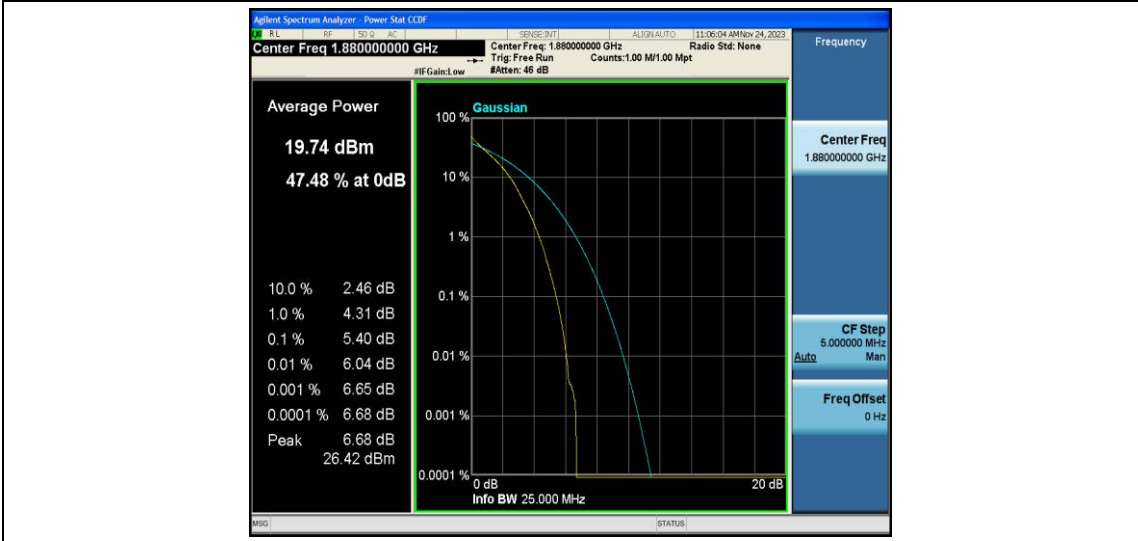 Agilent Spectrum Analyzer - Power Stat CCDF
LXI RL RF 50 Ω AC SENSE:INT ALIGNAUTO 11:06:04 AMNov 24, 2023
Center Freq 1.880000000 GHz
Center Freq: 1.880000000 GHz Radio Std: None
Trig: Free Run Counts:1.00 M/1.00 Mpt
#IFGain:Low #Atten: 46 dB
Frequency
Average Power
19.74 dBm
47.48 % at 0dB
10.0 % 2.46 dB
1.0 % 4.31 dB
0.1 % 5.40 dB
0.01 % 6.04 dB
0.001 % 6.65 dB
0.0001 % 6.68 dB
Peak 6.68 dB
26.42 dBm
Gaussian
100 %
10 %
1 %
0.1 %
0.01 %
0.001 %
0.0001 %
0 dB 20 dB
Info BW 25.000 MHz
Center Freq
1.880000000 GHz
CF Step
5.000000 MHz
Auto Man
Freq Offset
0 Hz
MSG STATUS